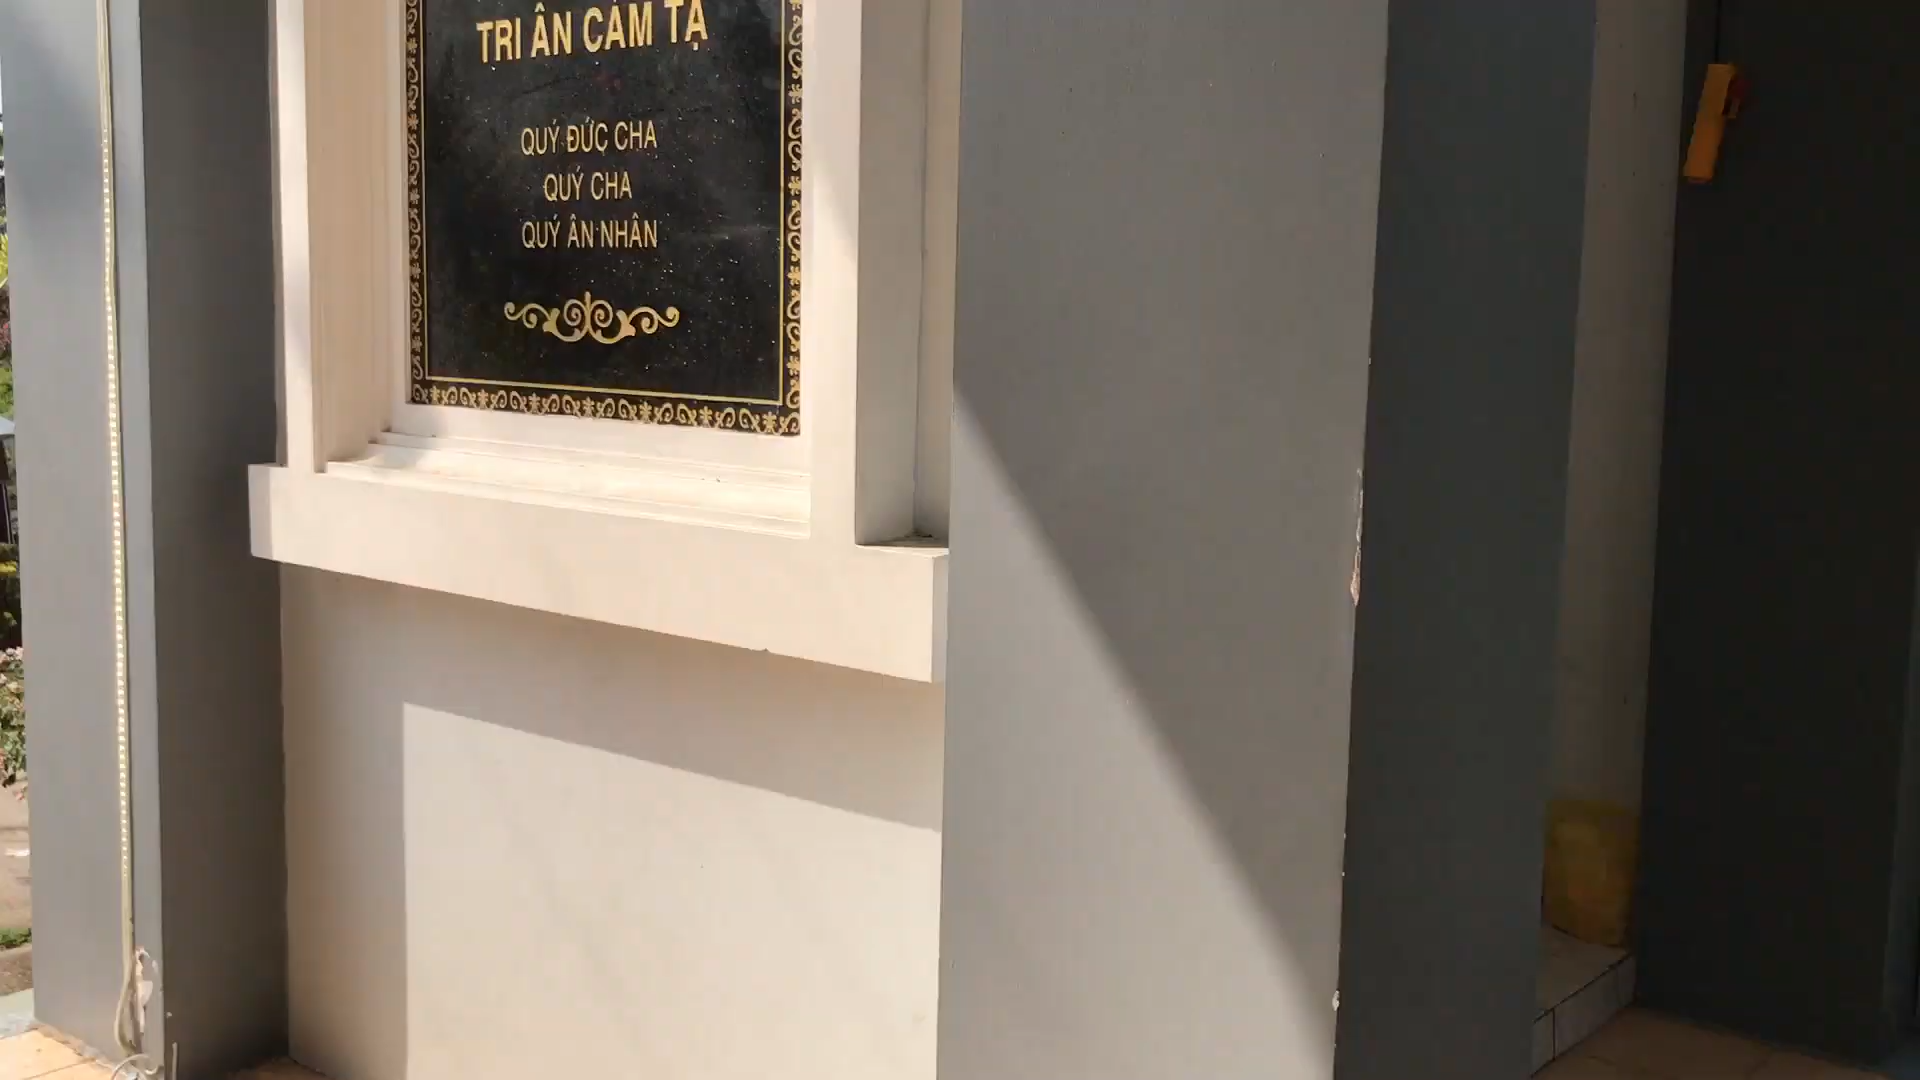 TRI ÂN CẢM TẠ
QUÝ ĐỨC CHA
QUÝ CHA
QUÝ ÂN NHÂN